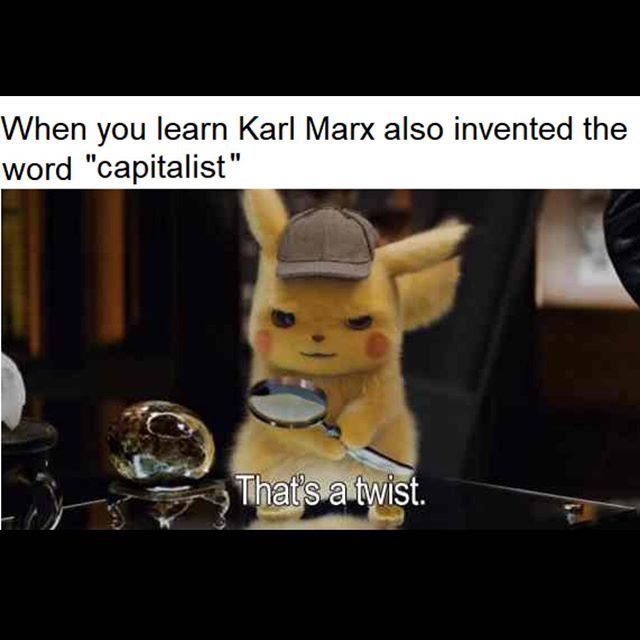 When you learn Karl Marx also invented the
word "capitalist"
That's a twist.